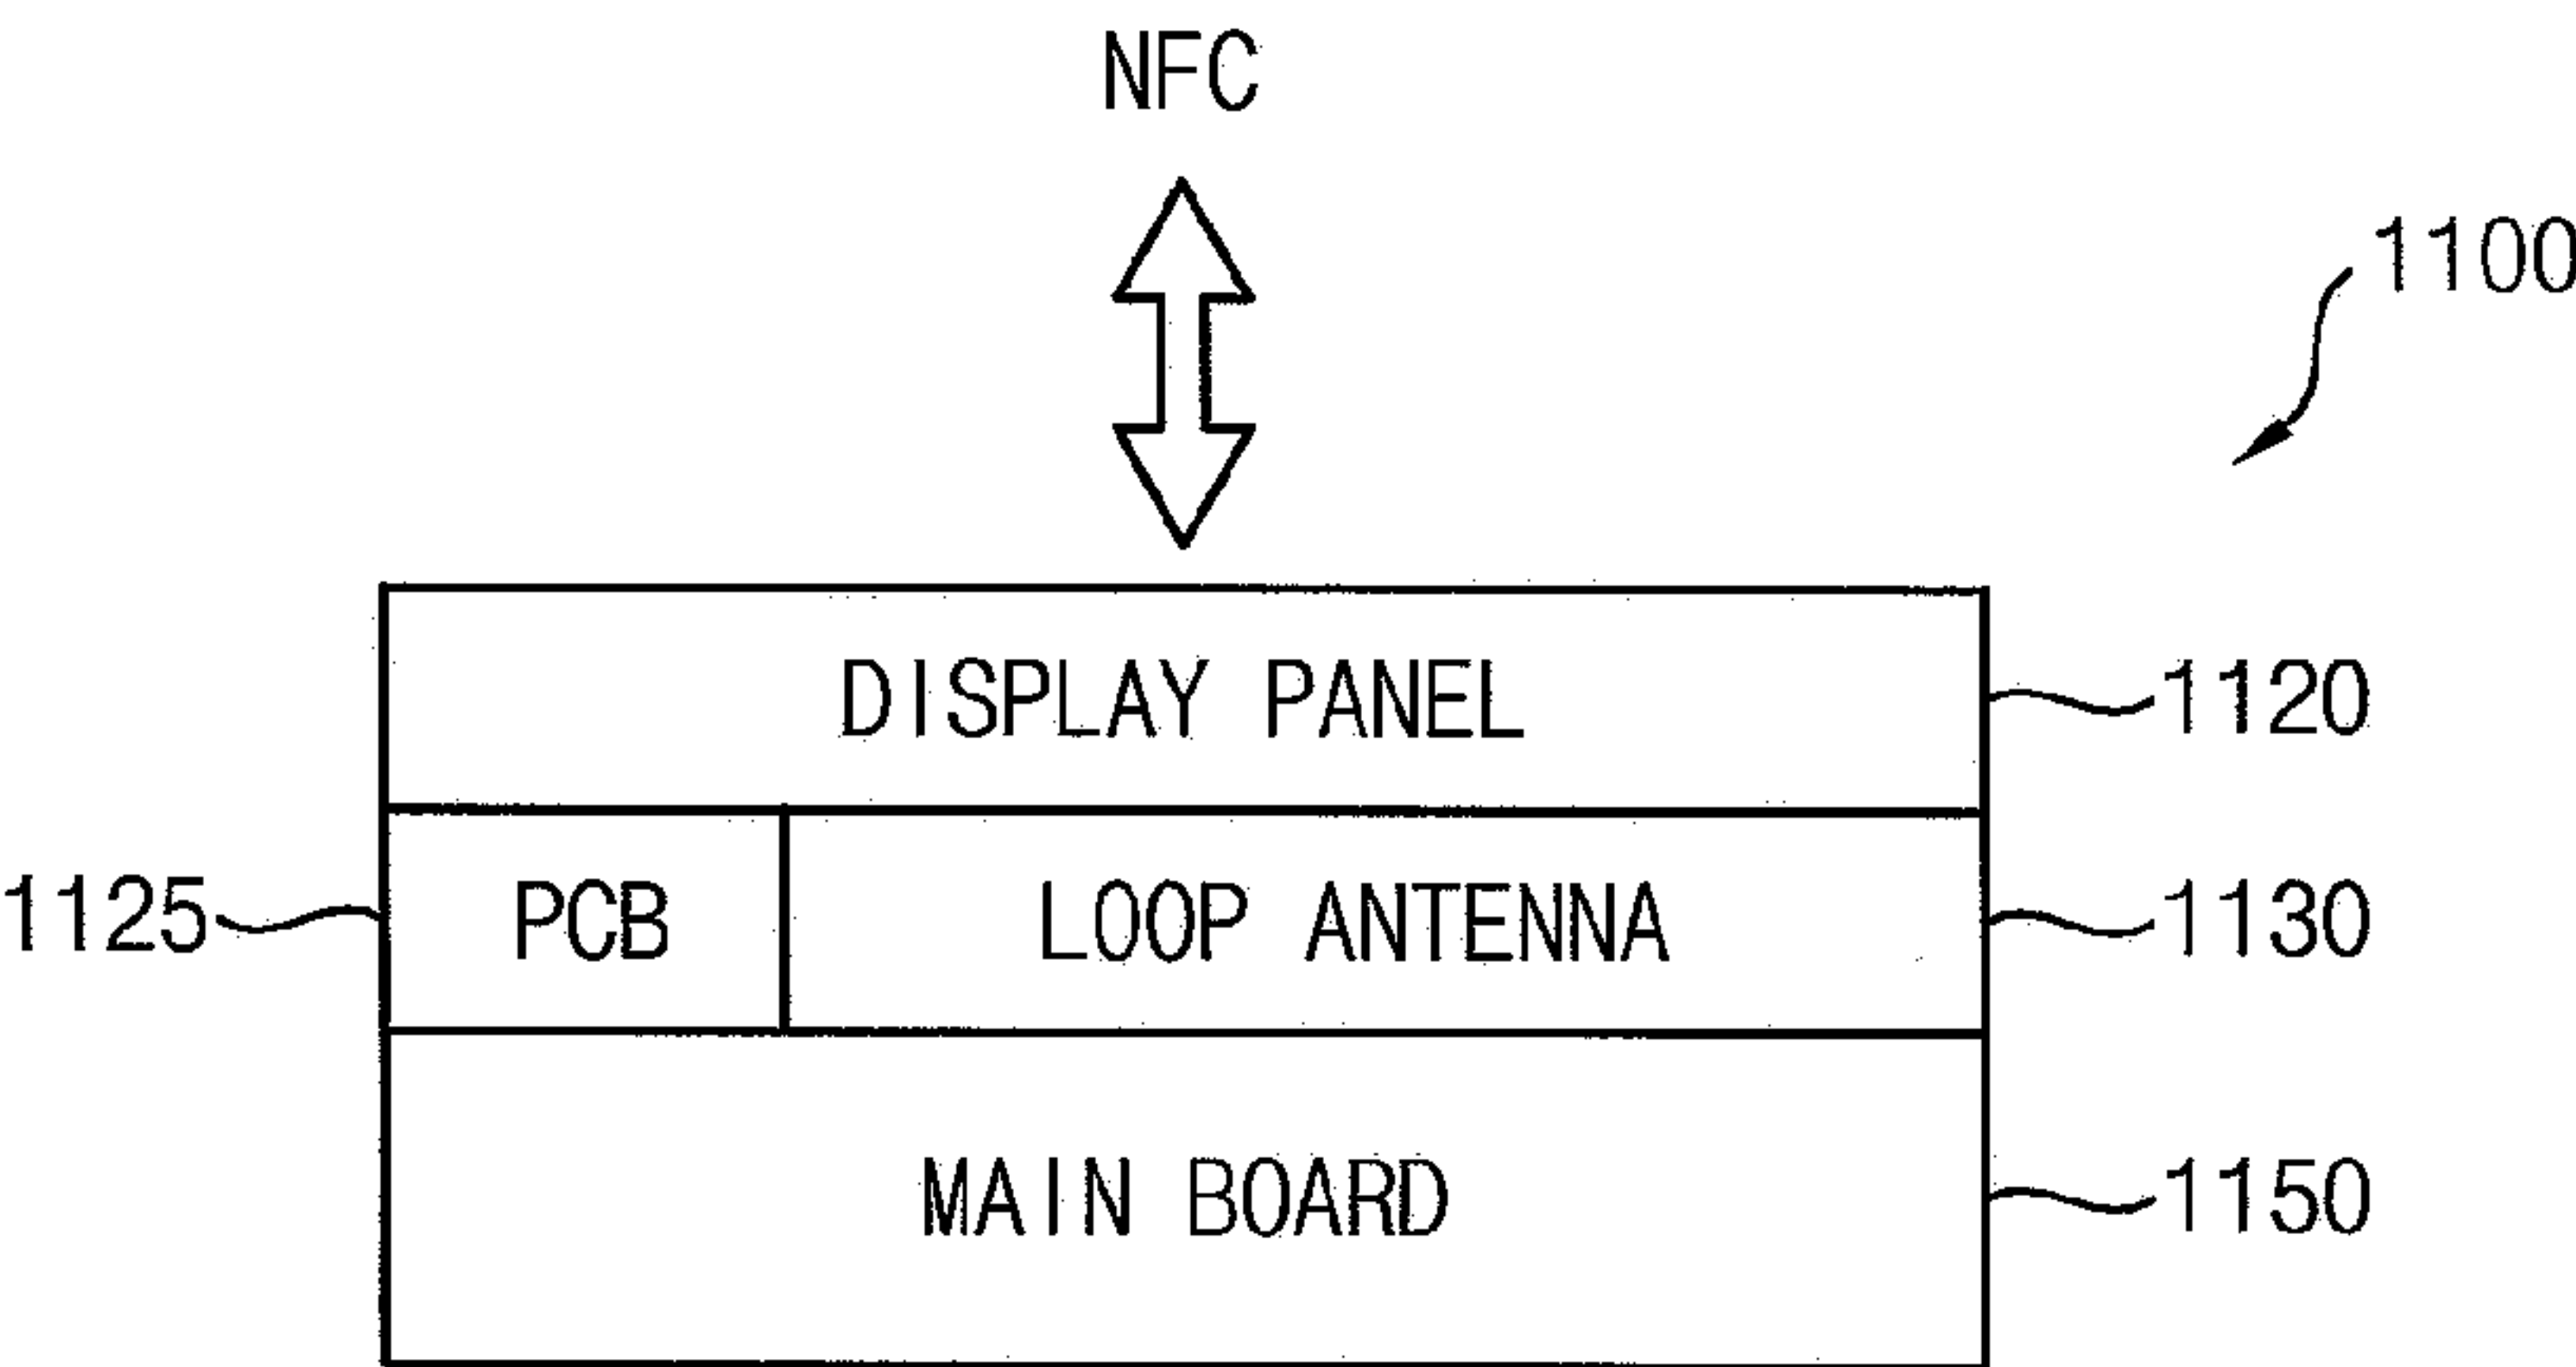 NFC
1100
DISPLAY PANEL 1120
1125 PCB LOOP ANTENNA 1130
MAIN BOARD 1150